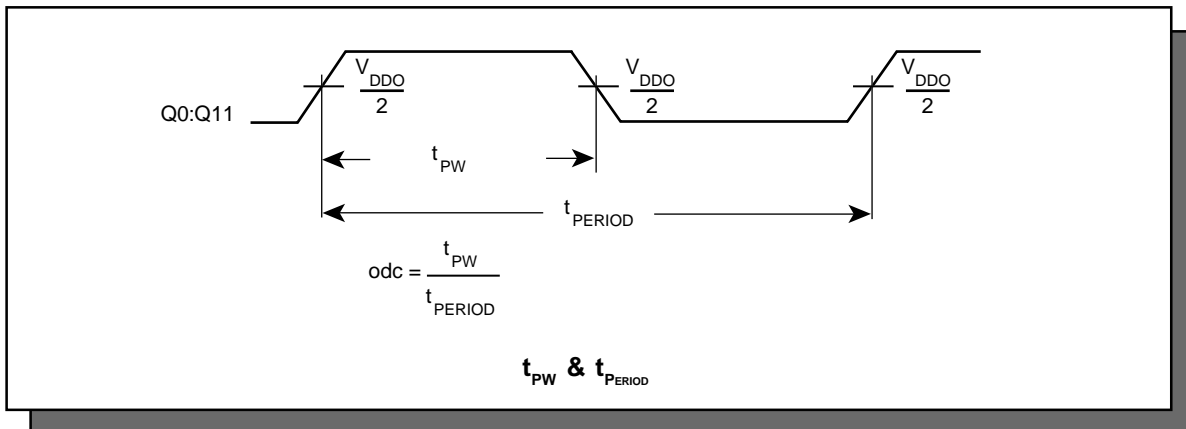 V DDO V DDO V DDO
Q0:Q11 2 2 2
t PW
t PERIOD
odc = t PW
t PERIOD
t PW & t PERIOD